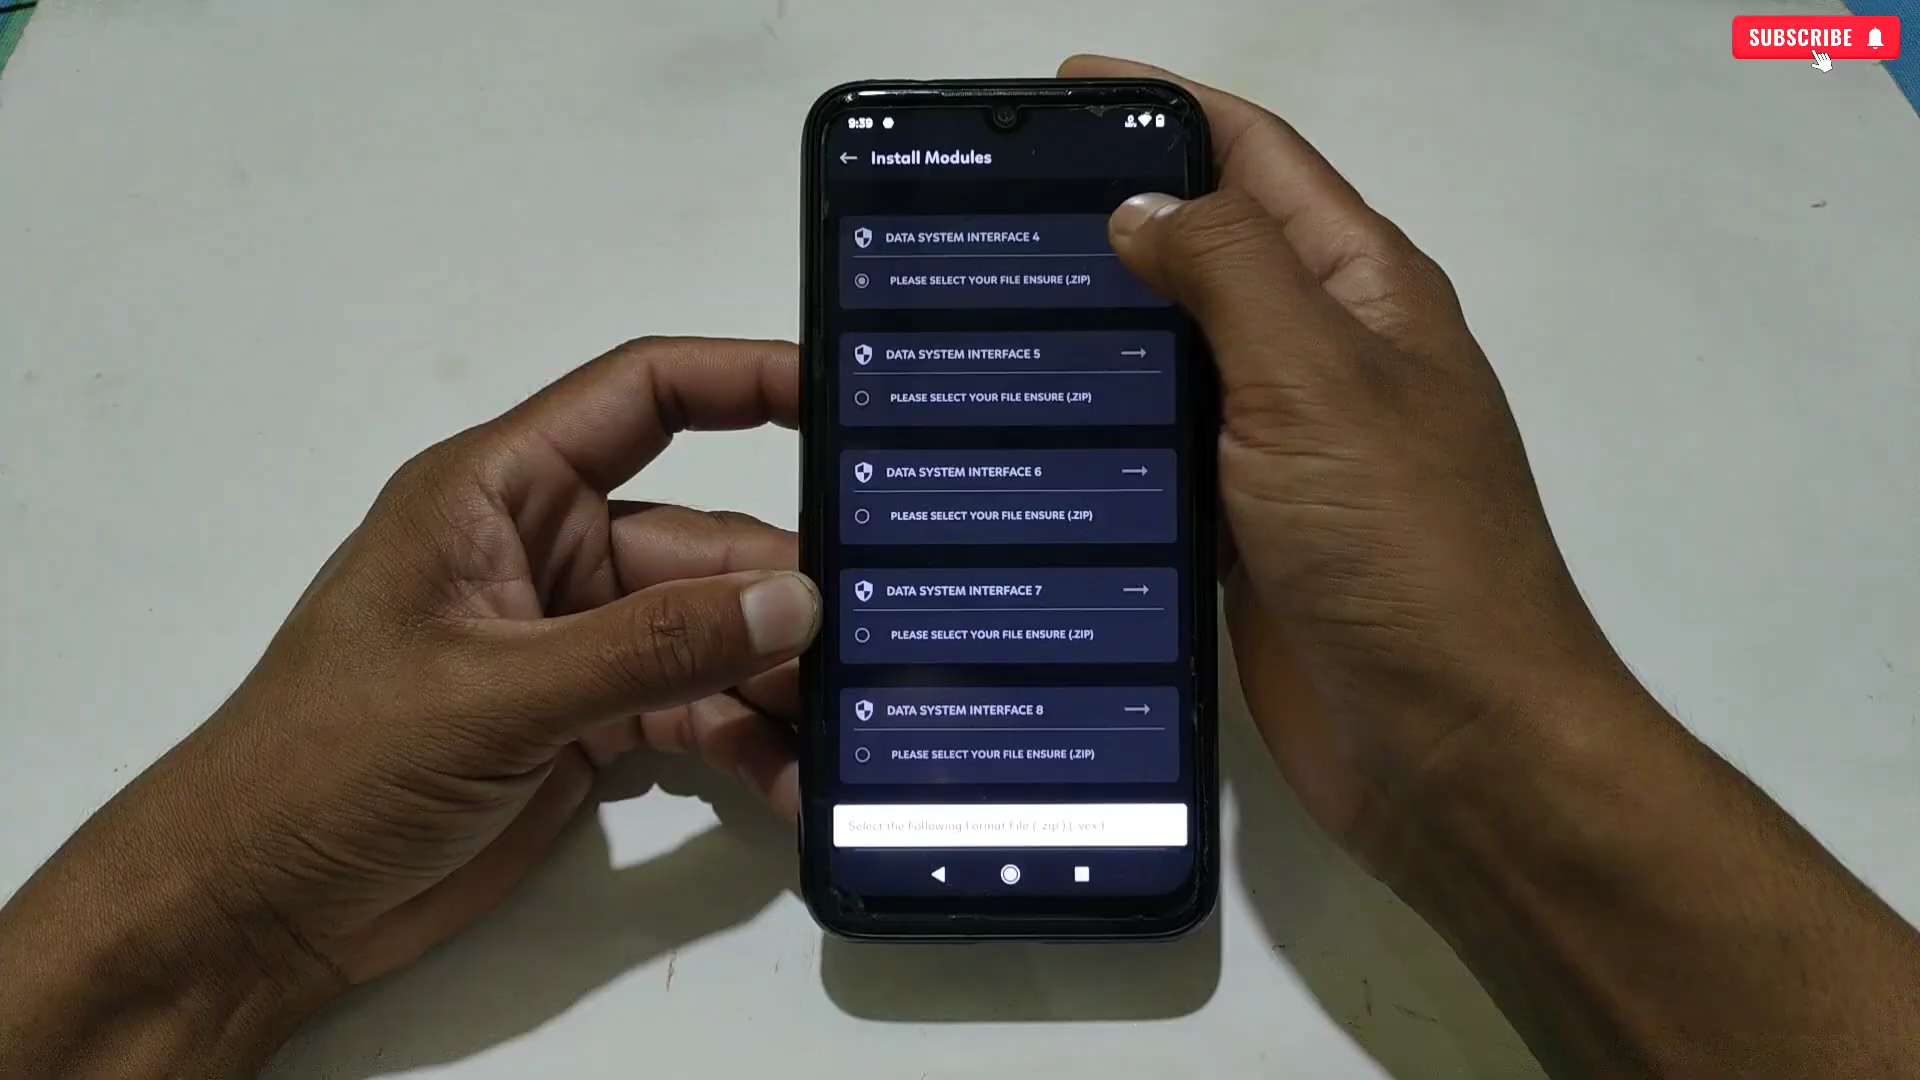 SUBSCRIBE
9:39
Install Modules
DATA SYSTEM INTERFACE 4
PLEASE SELECT YOUR FILE ENSURE (.ZIP)
DATA SYSTEM INTERFACE 5
PLEASE SELECT YOUR FILE ENSURE (.ZIP)
DATA SYSTEM INTERFACE 6
PLEASE SELECT YOUR FILE ENSURE (.ZIP)
DATA SYSTEM INTERFACE 7
PLEASE SELECT YOUR FILE ENSURE (.ZIP)
DATA SYSTEM INTERFACE 8
PLEASE SELECT YOUR FILE ENSURE (.ZIP)
Select the Following Format File ( .zip ) ( .vex )